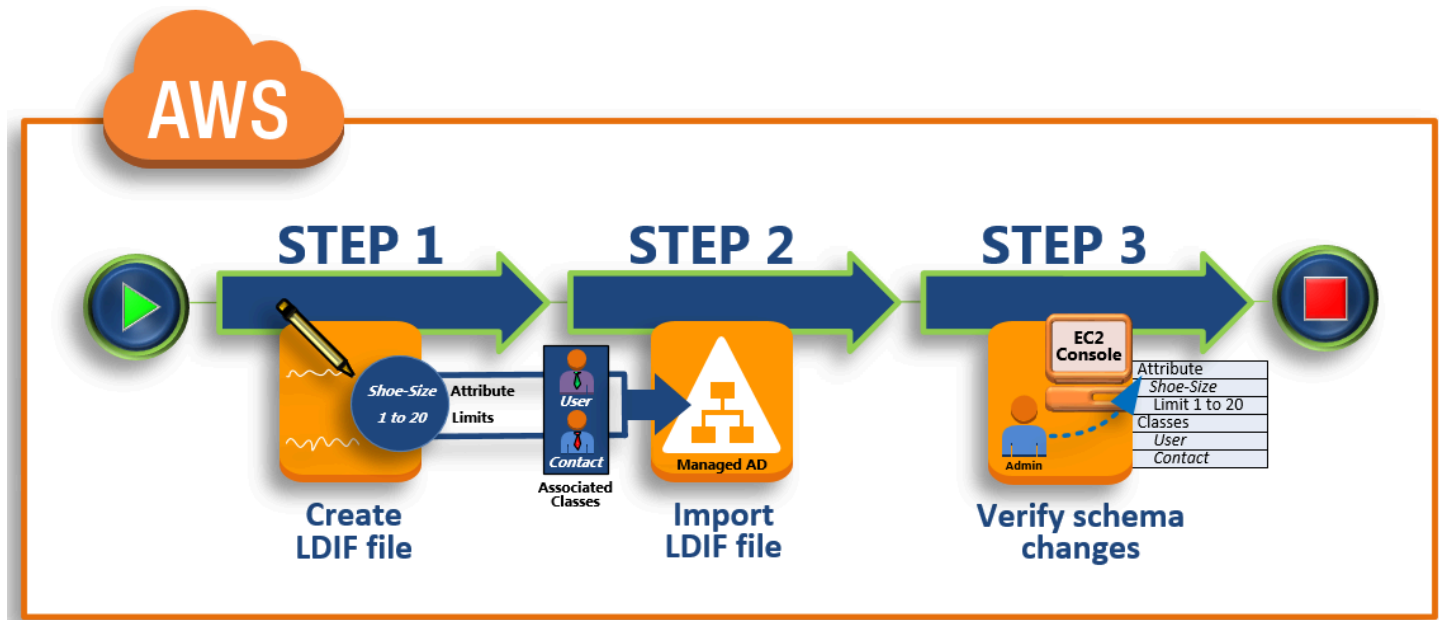 AWS
STEP 1
STEP 2
STEP 3
Shoe-Size
1 to 20
Attribute
Limits
User
Contact
Associated
Classes
Managed AD
EC2
Console
Admin
Attribute
Shoe-Size
Limit 1 to 20
Classes
User
Contact
Create
LDIF file
Import
LDIF file
Verify schema
changes